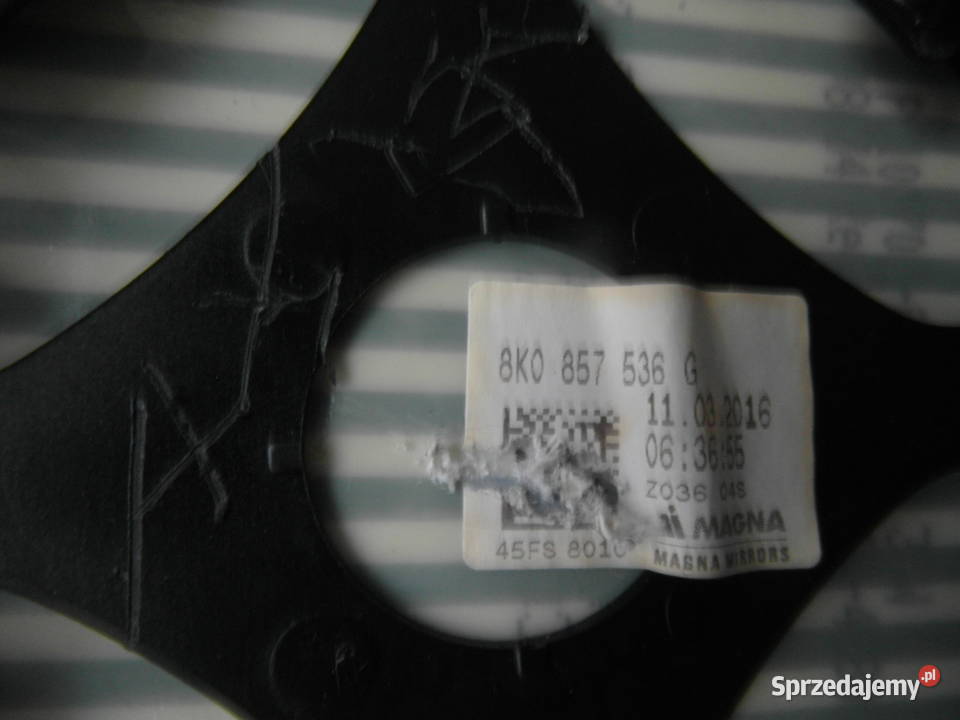 8K0 857 536 G
11.03.2016
06:36:55
Z036 04S
MAGNA
45FS 8010
MAGNA MIRRORS
Sprzedajemy.pl